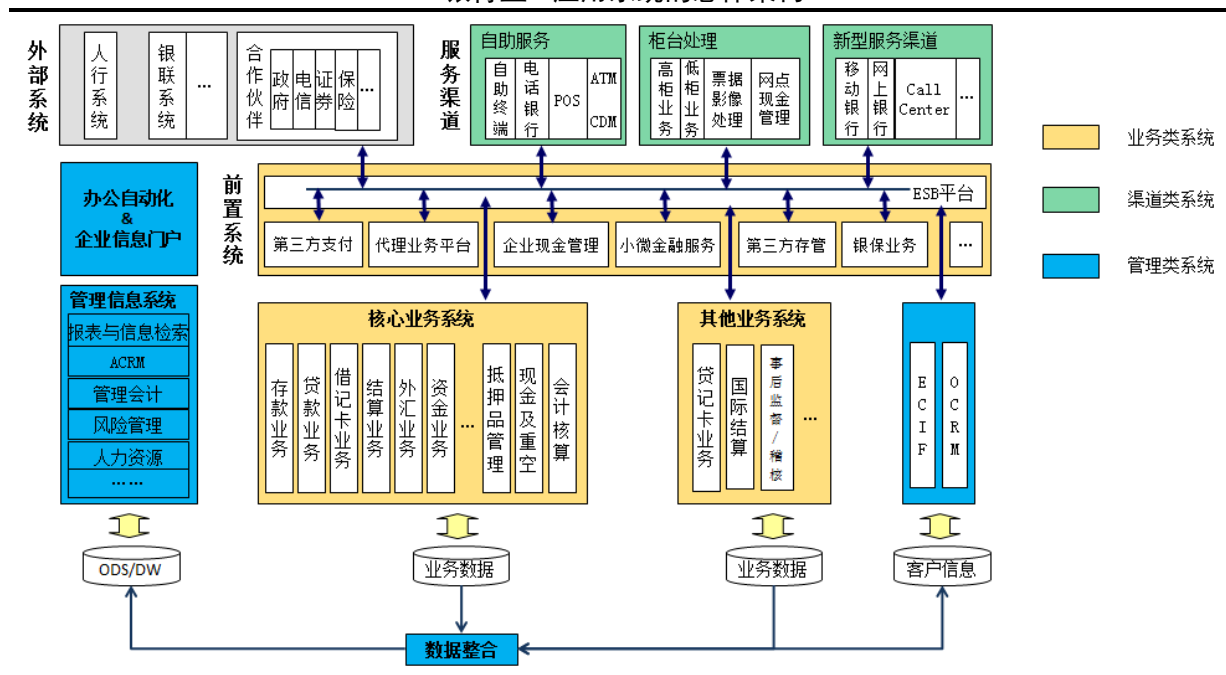 外部系统
人行系统
银联系统
...
合作伙伴
政府
电信
证券
保险
...
服务渠道
自助服务
自助终端
电话银行
POS
ATM
CDM
柜台处理
高柜业务
低柜业务
票据影像处理
网点现金管理
新型服务渠道
移动银行
网上银行
Call
Center
...
业务类系统
渠道类系统
管理类系统
办公自动化
&
企业信息门户
前置系统
ESB平台
第三方支付
代理业务平台
企业现金管理
小微金融服务
第三方存管
银保业务
...
管理信息系统
报表与信息检索
ACRM
管理会计
风险管理
人力资源
……
核心业务系统
存款业务
贷款业务
借记卡业务
结算业务
外汇业务
资金业务
...
抵押品管理
现金及重空
会计核算
其他业务系统
贷记卡业务
国际结算
事后监督/稽核
...
ECIF
OCRM
ODS/DW
业务数据
业务数据
客户信息
数据整合